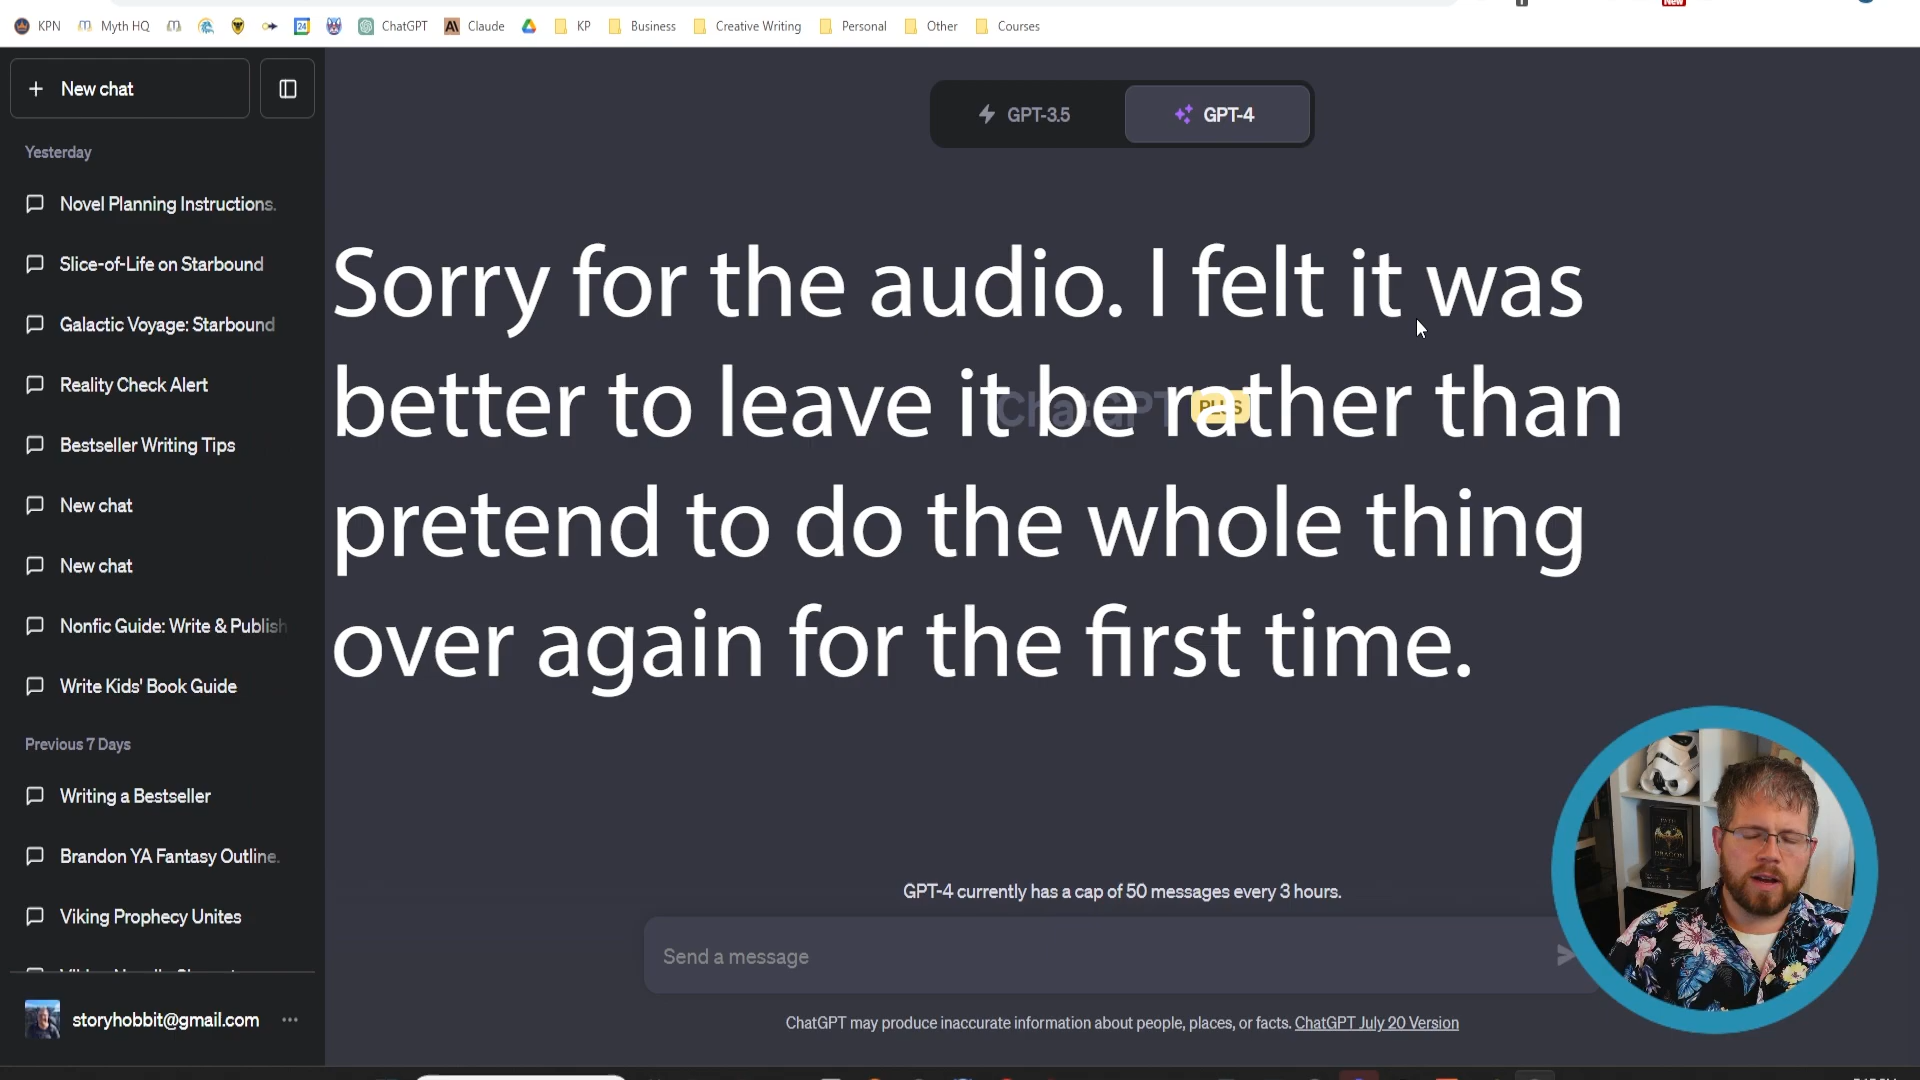 KPN
Myth HQ
24
ChatGPT
Claude
KP
Business
Creative Writing
Personal
Other
Courses
New
New chat
GPT-3.5
GPT-4
Yesterday
Novel Planning Instructions.
Slice-of-Life on Starbound
Galactic Voyage: Starbound
Reality Check Alert
Bestseller Writing Tips
New chat
New chat
Nonfic Guide: Write & Publish
Write Kids' Book Guide
Previous 7 Days
Writing a Bestseller
Brandon YA Fantasy Outline.
Viking Prophecy Unites
storyhobbit@gmail.com
Sorry for the audio. I felt it was
better to leave it be rather than
pretend to do the whole thing
over again for the first time.
ChatGPT PLUS
GPT-4 currently has a cap of 50 messages every 3 hours.
Send a message
ChatGPT may produce inaccurate information about people, places, or facts. ChatGPT July 20 Version
DRAGON